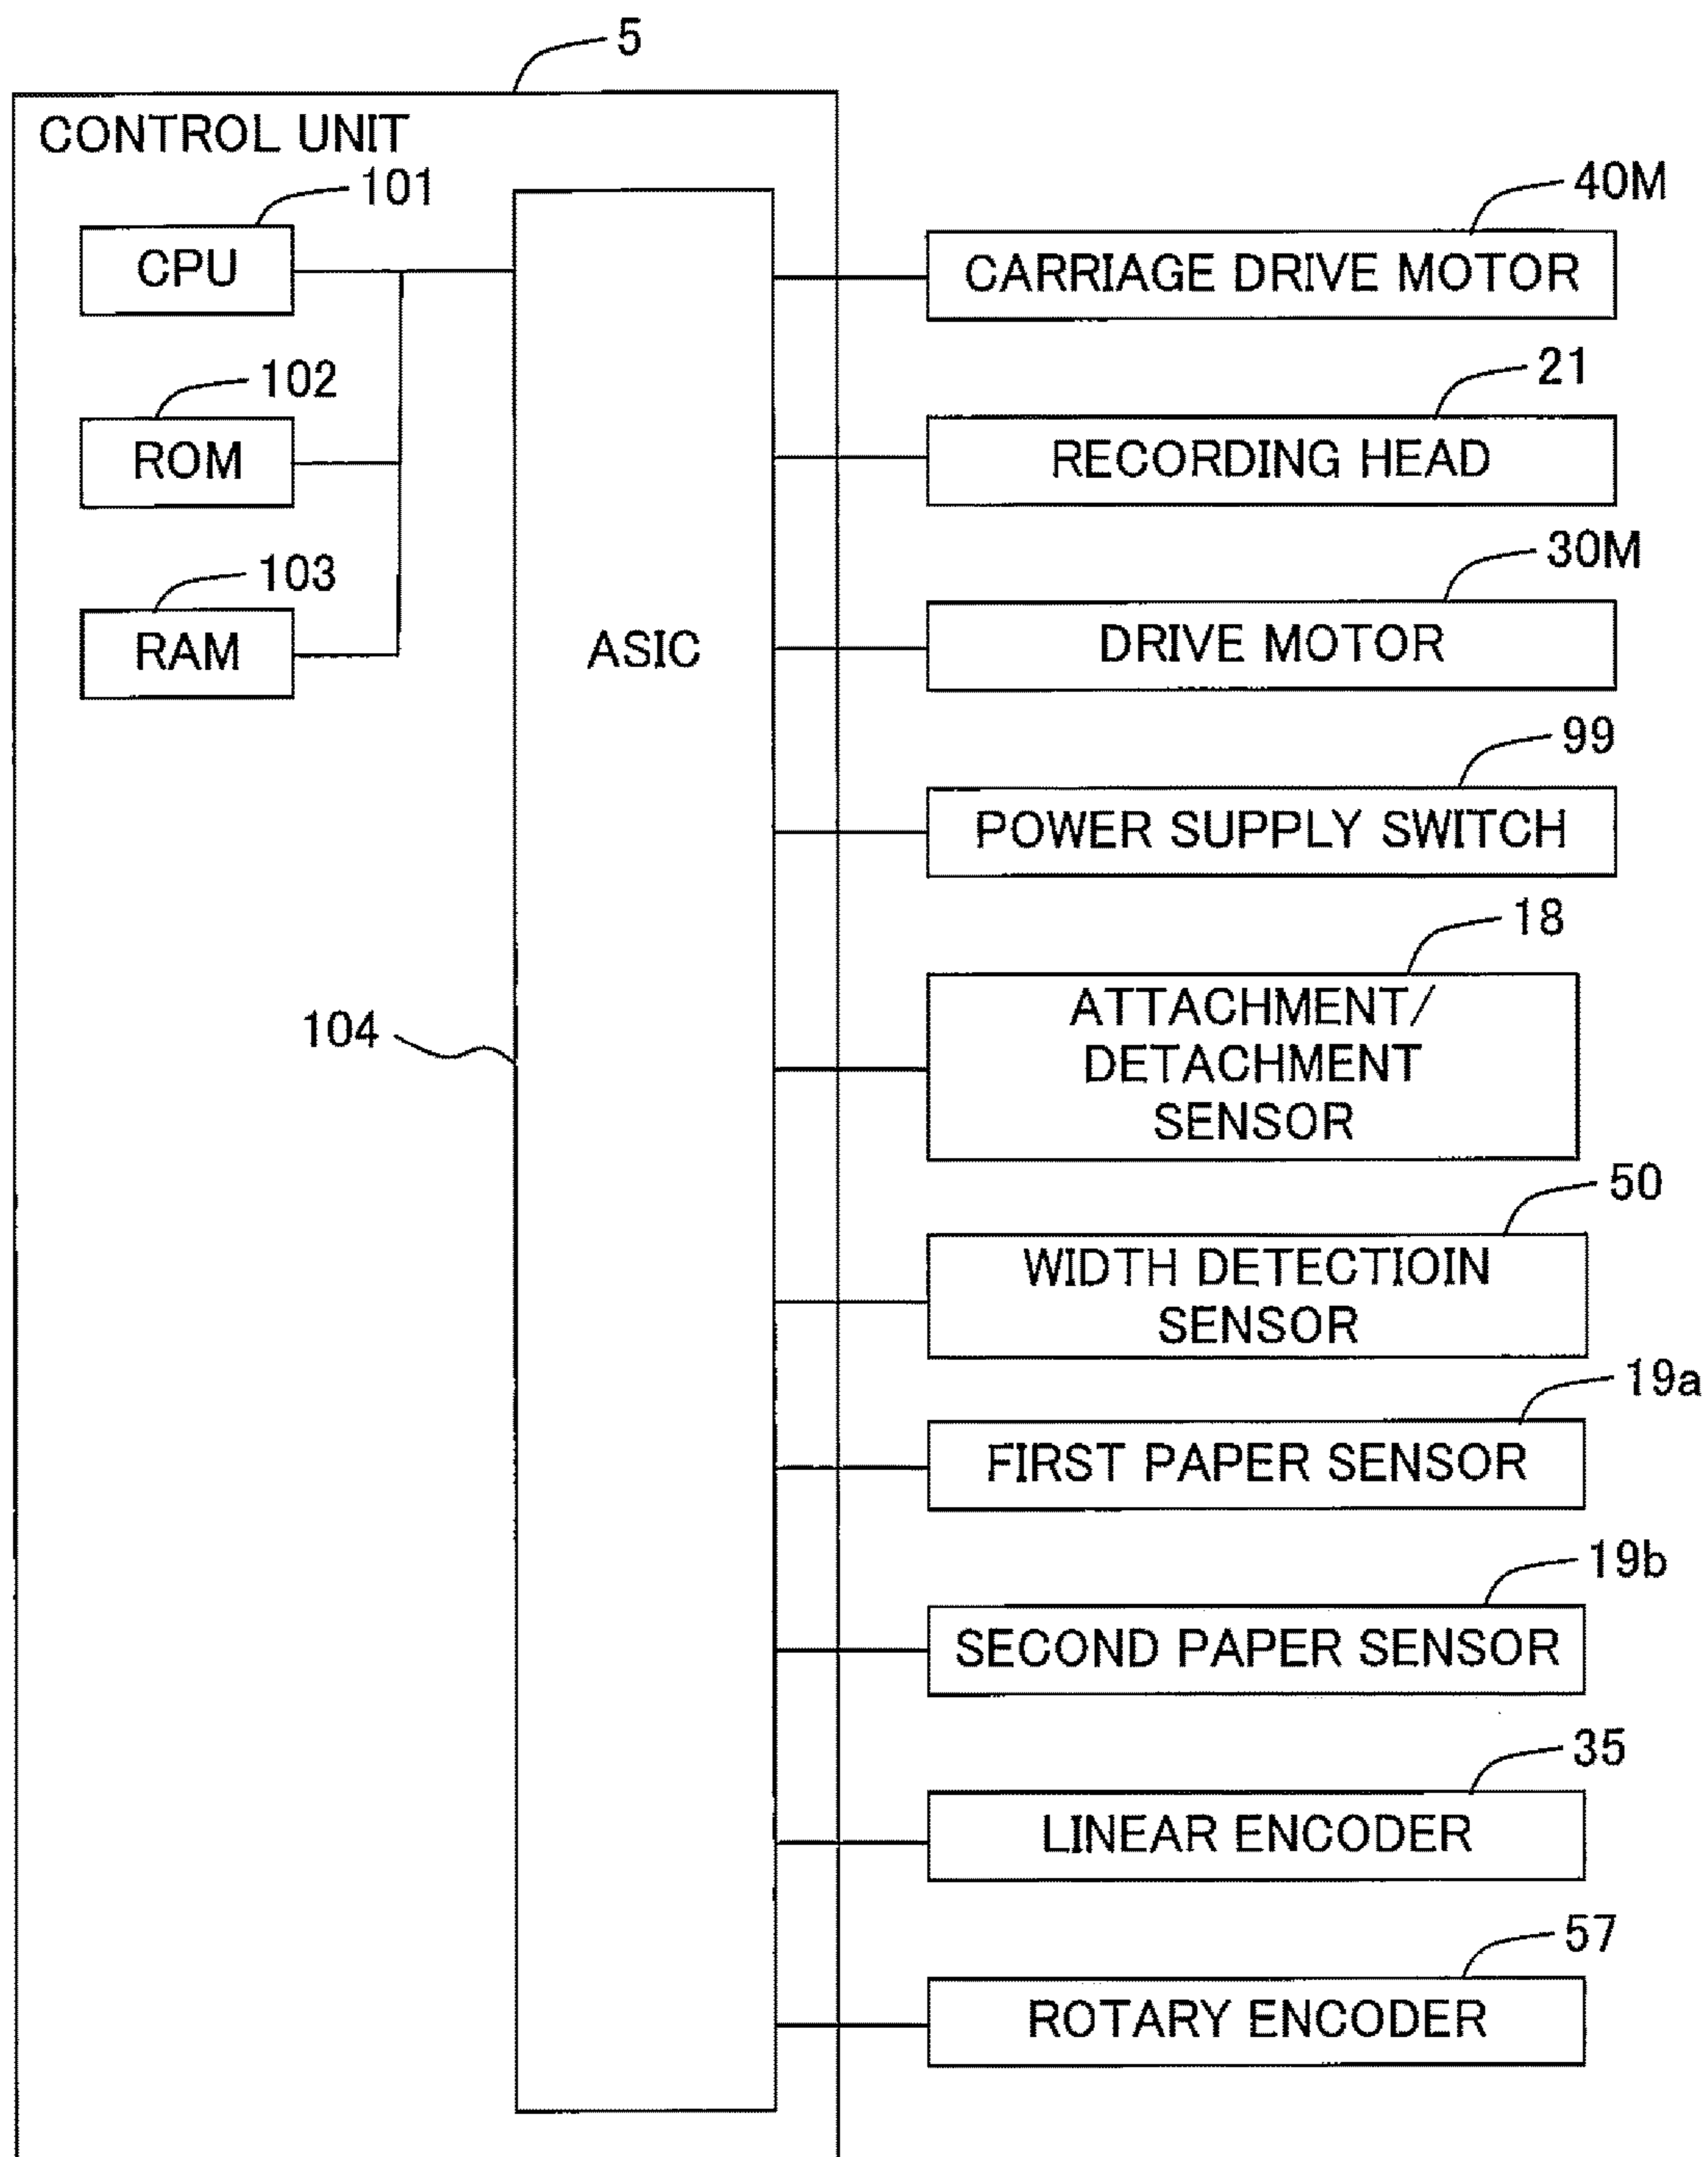 5
CONTROL UNIT
101
CPU
102
ROM
103
RAM
104
ASIC
40M
CARRIAGE DRIVE MOTOR
21
RECORDING HEAD
30M
DRIVE MOTOR
99
POWER SUPPLY SWITCH
18
ATTACHMENT/
DETACHMENT
SENSOR
50
WIDTH DETECTIOIN
SENSOR
19a
FIRST PAPER SENSOR
19b
SECOND PAPER SENSOR
35
LINEAR ENCODER
57
ROTARY ENCODER